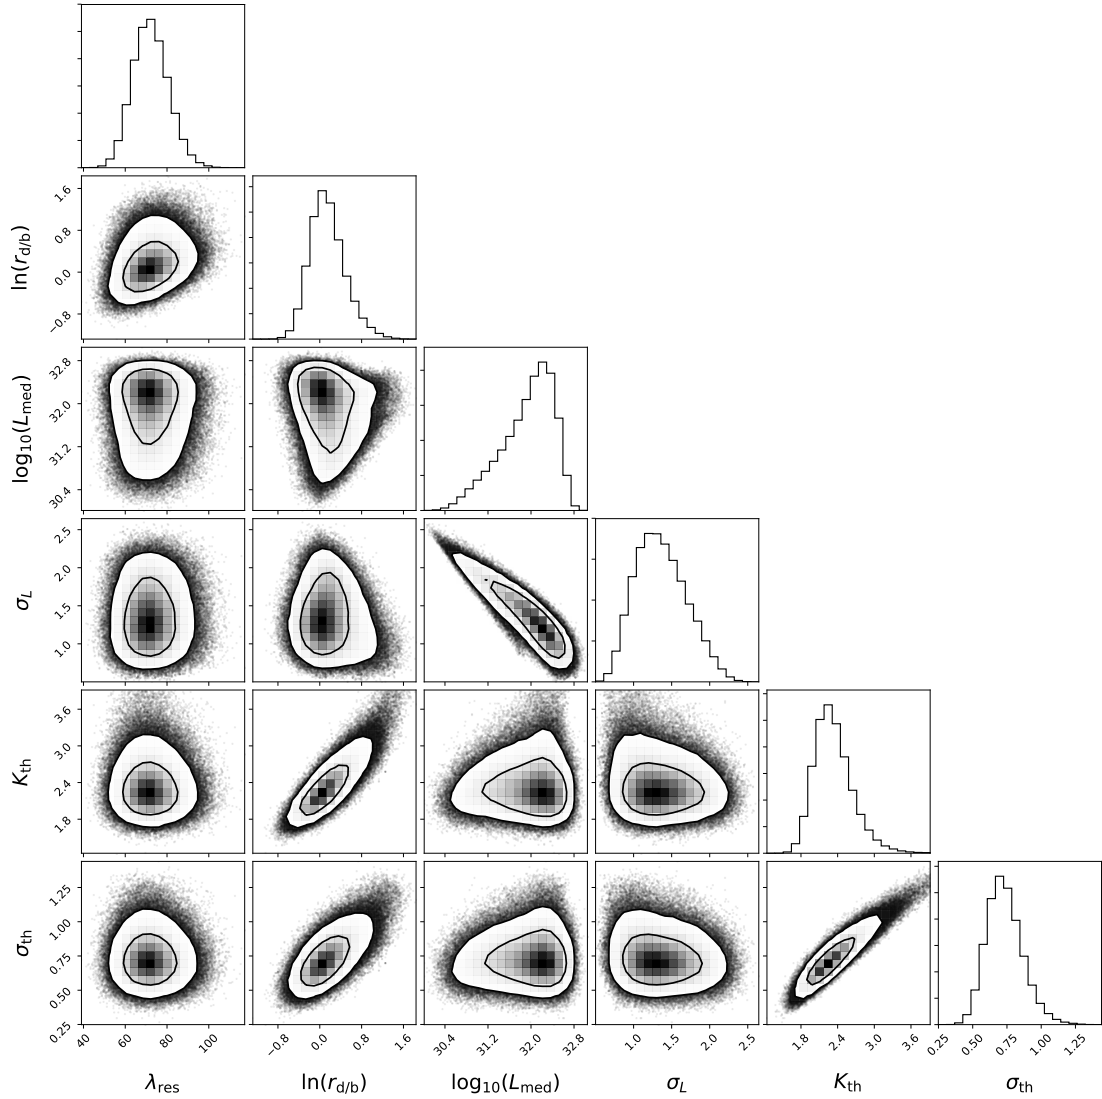 ln(r_d/b)
1.6
0.8
0.0
−0.8
log₁₀(L_med)
32.8
32.0
31.2
30.4
σ_L
2.5
2.0
1.5
1.0
K_th
3.6
3.0
2.4
1.8
σ_th
1.25
1.00
0.75
0.50
0.25
40 60 80 100
−0.8 0.0 0.8 1.6
30.4 31.2 32.0 32.8
1.0 1.5 2.0 2.5
1.8 2.4 3.0 3.6
0.25 0.50 0.75 1.00 1.25
λ_res ln(r_d/b) log₁₀(L_med) σ_L K_th σ_th